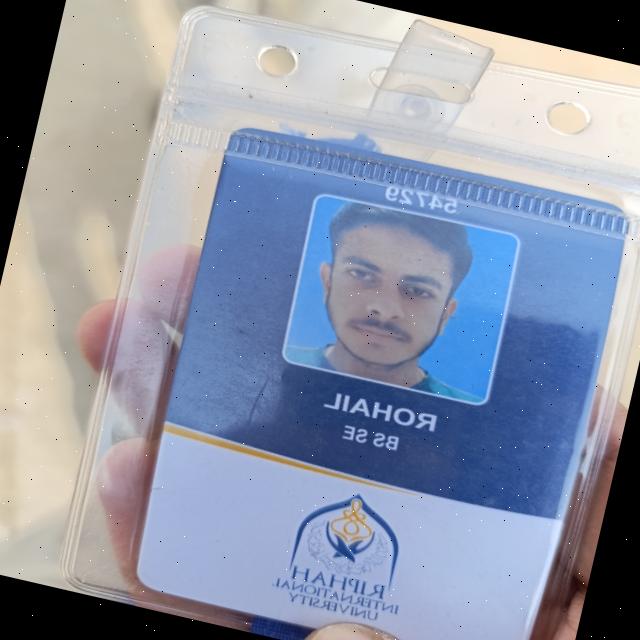 54729
ROHAIL
BS SE
RIPHAH
INTERNATIONAL
UNIVERSITY